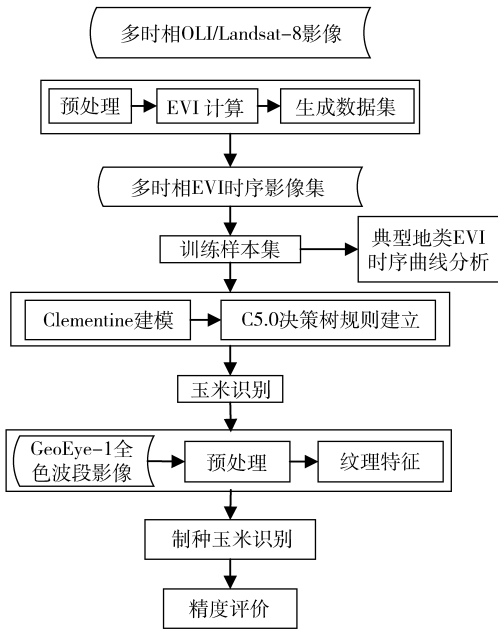 多时相OLI/Landsat-8影像
预处理
EVI 计算
生成数据集
多时相EVI时序影像集
训练样本集
典型地类EVI
时序曲线分析
Clementine建模
C5.0决策树规则建立
玉米识别
GeoEye-1全
色波段影像
预处理
纹理特征
制种玉米识别
精度评价